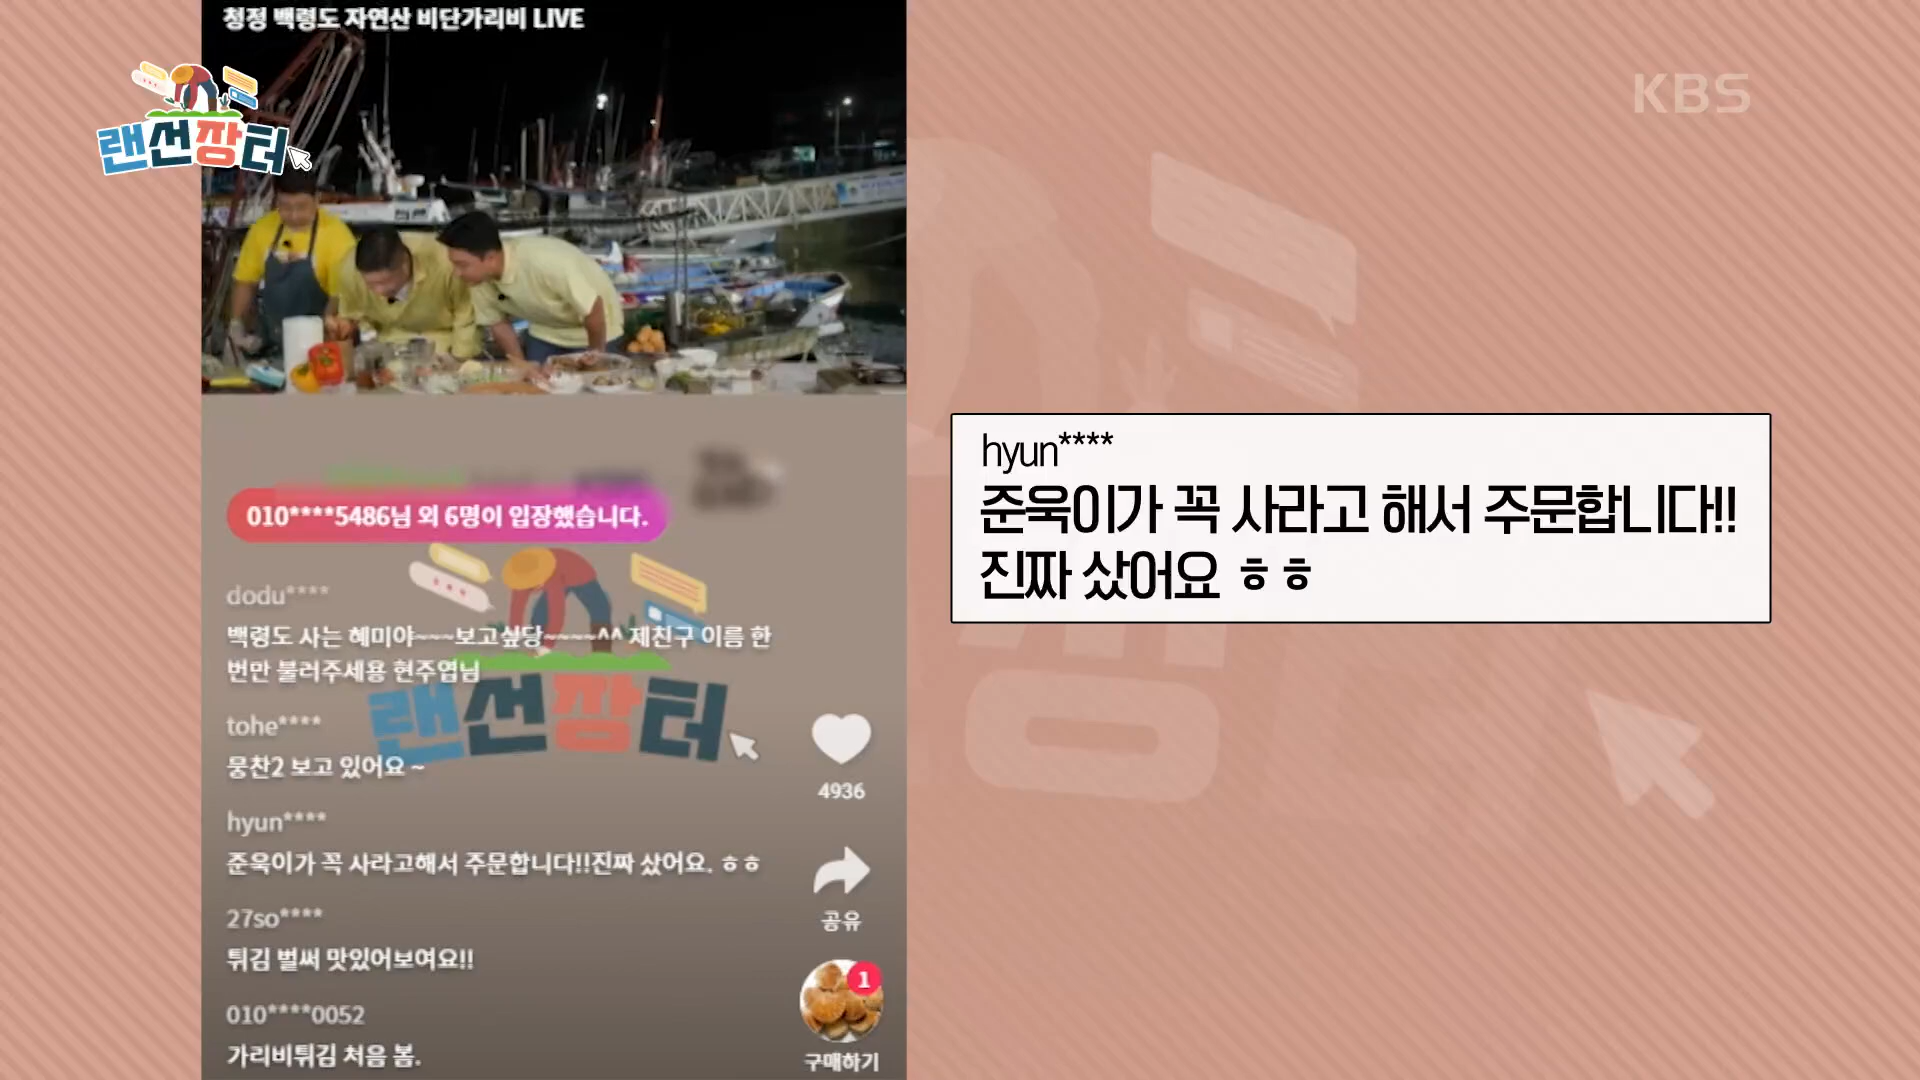 청정 백령도 자연산 비단가리비 LIVE
랜선장터
KBS
010****5486님 외 6명이 입장했습니다.
dodu****
백령도 사는 혜미야~~~보고싶당~~~~^^ 제친구 이름 한
번만 불러주세용 현주엽님
랜선장터
tohe****
뭉찬2 보고 있어요 ~
4936
hyun****
준욱이가 꼭 사라고해서 주문합니다!!진짜 샀어요. ㅎㅎ
공유
27so****
튀김 벌써 맛있어보여요!!
1
010****0052
가리비튀김 처음 봄.
구매하기
hyun****
준욱이가 꼭 사라고 해서 주문합니다!!
진짜 샀어요 ㅎㅎ